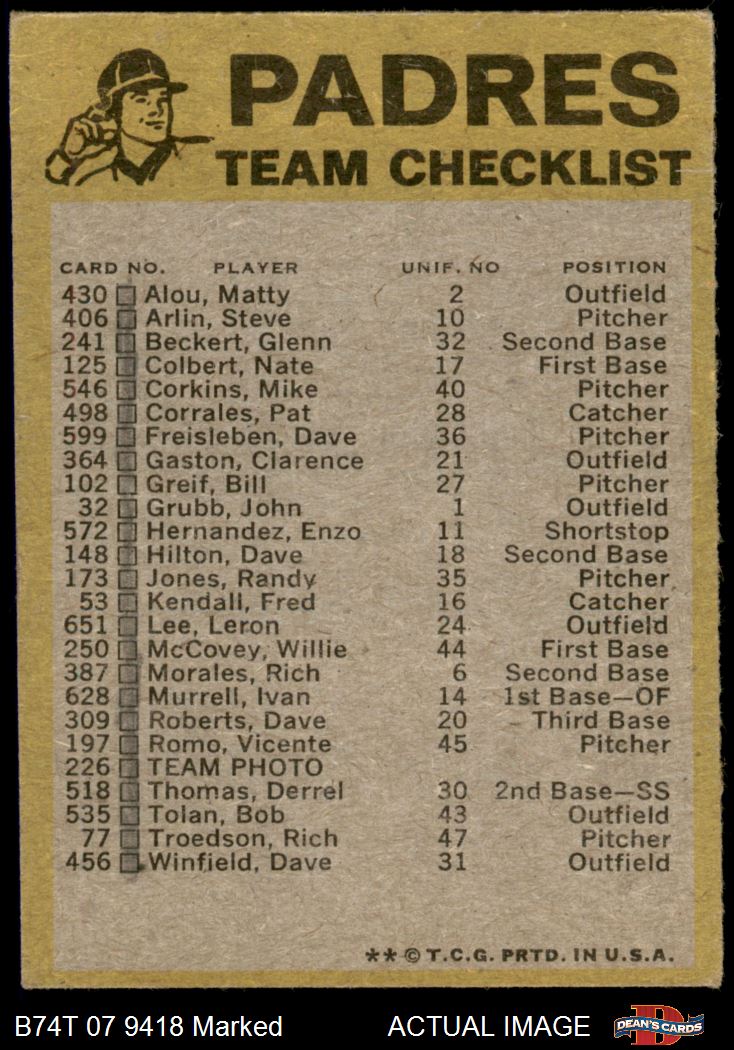 PADRES
TEAM CHECKLIST
CARD NO. PLAYER UNIF. NO POSITION
430 Alou, Matty 2 Outfield
406 Arlin, Steve 10 Pitcher
241 Beckert, Glenn 32 Second Base
125 Colbert, Nate 17 First Base
546 Corkins, Mike 40 Pitcher
498 Corrales, Pat 28 Catcher
599 Freisleben, Dave 36 Pitcher
364 Gaston, Clarence 21 Outfield
102 Greif, Bill 27 Pitcher
32 Grubb, John 1 Outfield
572 Hernandez, Enzo 11 Shortstop
148 Hilton, Dave 18 Second Base
173 Jones, Randy 35 Pitcher
53 Kendall, Fred 16 Catcher
651 Lee, Leron 24 Outfield
250 McCovey, Willie 44 First Base
387 Morales, Rich 6 Second Base
628 Murrell, Ivan 14 1st Base—OF
309 Roberts, Dave 20 Third Base
197 Romo, Vicente 45 Pitcher
226 TEAM PHOTO
518 Thomas, Derrel 30 2nd Base—SS
535 Tolan, Bob 43 Outfield
77 Troedson, Rich 47 Pitcher
456 Winfield, Dave 31 Outfield
**© T.C.G. PRTD. IN U.S.A.
B74T 07 9418 Marked ACTUAL IMAGE DEAN'S CARDS